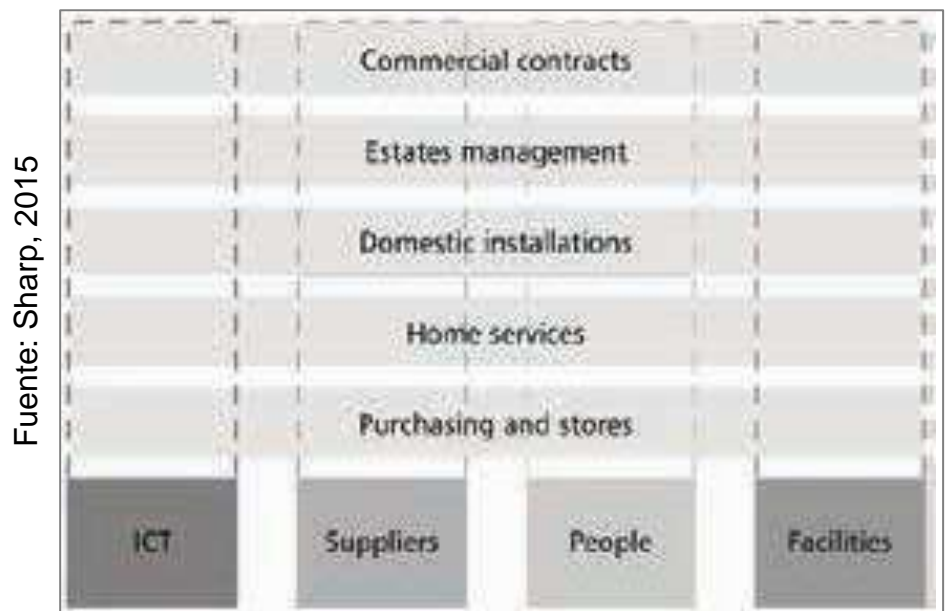 Fuente: Sharp, 2015
Commercial contracts
Estates management
Domestic installations
Home services
Purchasing and stores
ICT
Suppliers
People
Facilities